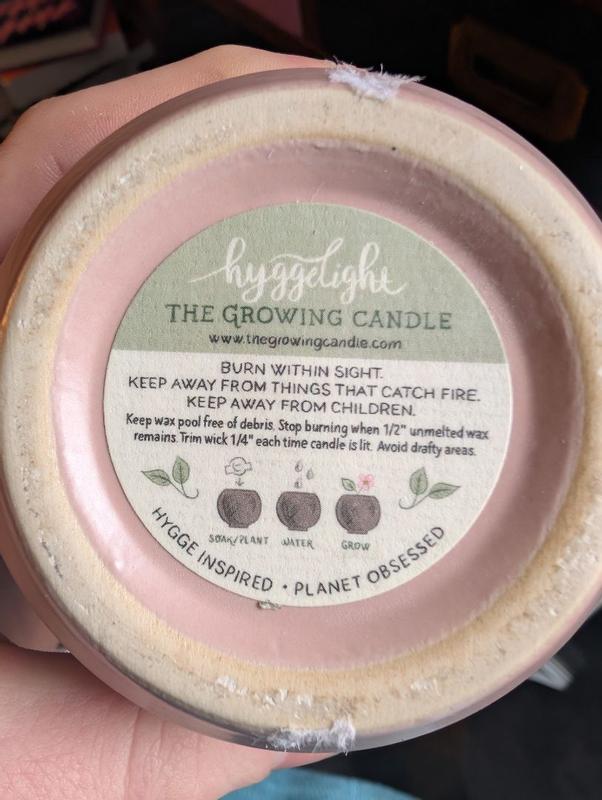 hyggelight
THE GROWING CANDLE
www.thegrowingcandle.com
BURN WITHIN SIGHT.
KEEP AWAY FROM THINGS THAT CATCH FIRE.
KEEP AWAY FROM CHILDREN.
Keep wax pool free of debris. Stop burning when 1/2" unmelted wax
remains. Trim wick 1/4" each time candle is lit. Avoid drafty areas.
SOAK/PLANT WATER GROW
HYGGE INSPIRED • PLANET OBSESSED